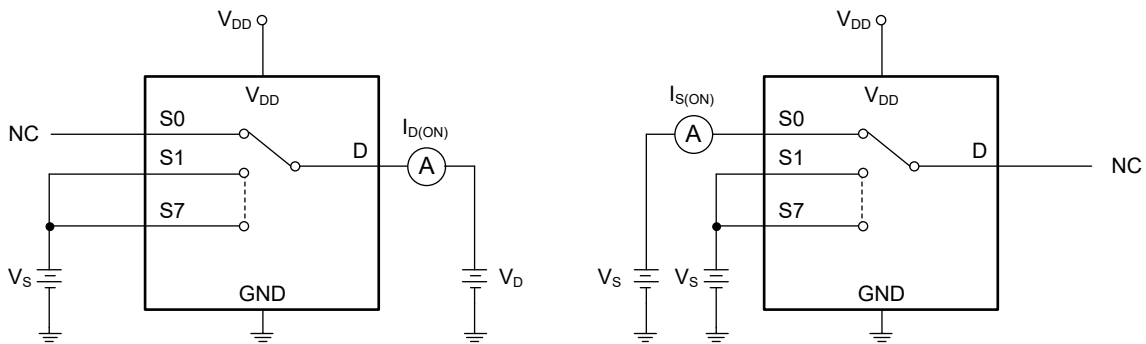 VDD
VDD
NC
S0
S1
S7
D
ID(ON)
A
VS
VD
GND
VDD
VDD
IS(ON)
A
S0
S1
S7
D
NC
VS
VS
GND